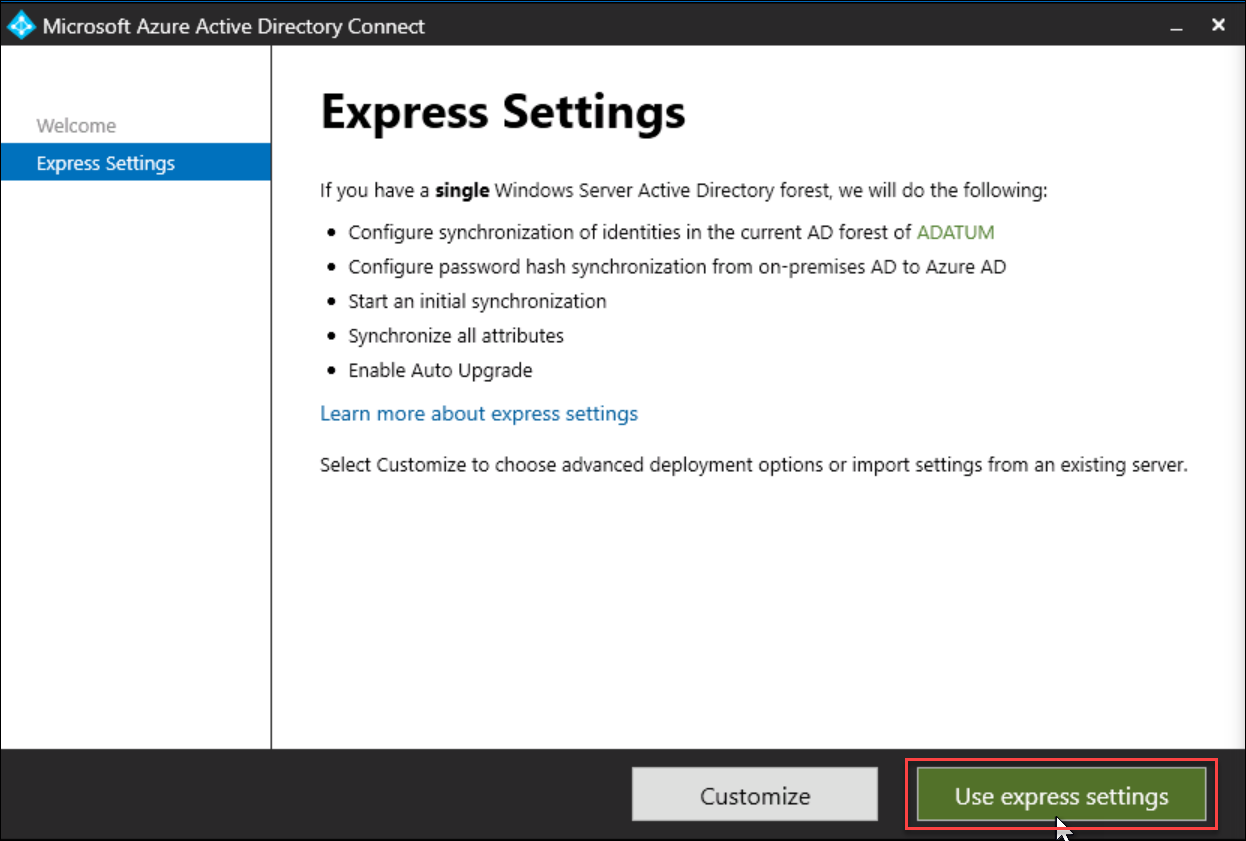 Microsoft Azure Active Directory Connect
Welcome
Express Settings
Express Settings
If you have a single Windows Server Active Directory forest, we will do the following:
• Configure synchronization of identities in the current AD forest of ADATUM
• Configure password hash synchronization from on-premises AD to Azure AD
• Start an initial synchronization
• Synchronize all attributes
• Enable Auto Upgrade
Learn more about express settings
Select Customize to choose advanced deployment options or import settings from an existing server.
Customize
Use express settings